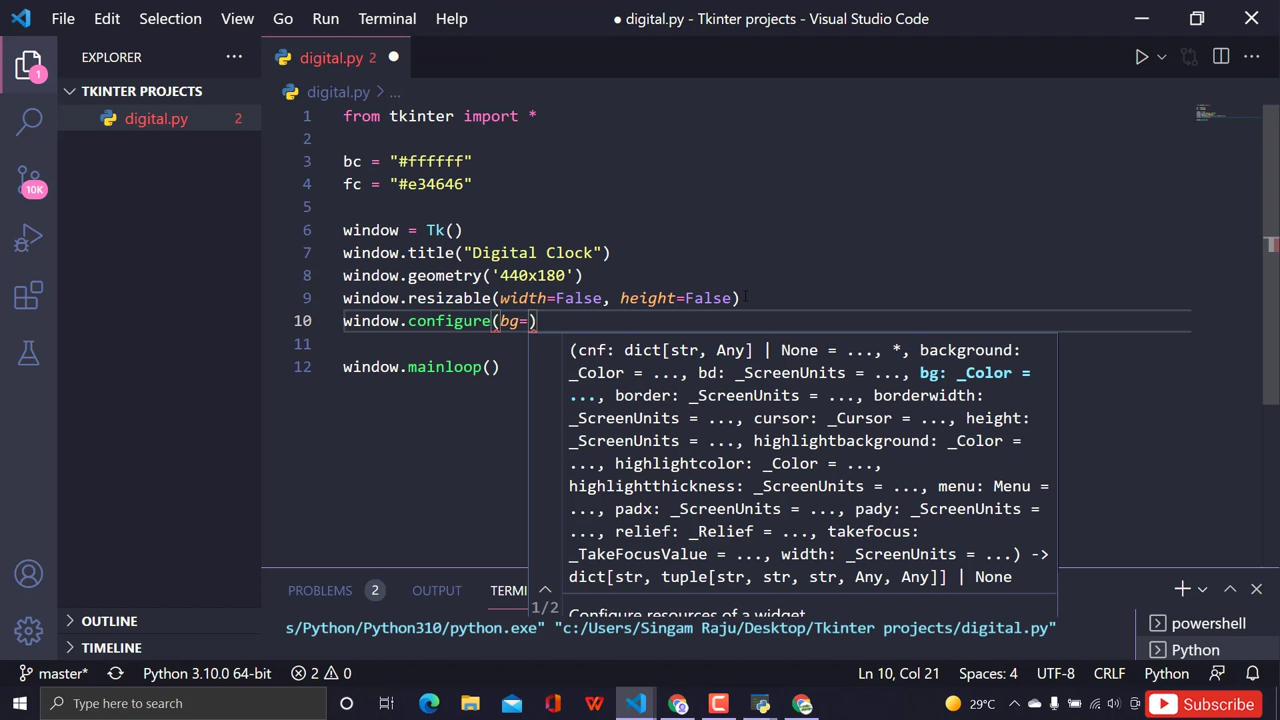 File Edit Selection View Go Run Terminal Help
● digital.py - Tkinter projects - Visual Studio Code
EXPLORER
TKINTER PROJECTS
digital.py 2
digital.py 2
digital.py > ...
1 from tkinter import *
2
3 bc = "#ffffff"
4 fc = "#e34646"
5
6 window = Tk()
7 window.title("Digital Clock")
8 window.geometry('440x180')
9 window.resizable(width=False, height=False)
10 window.configure(bg=)
11
12 window.mainloop()
(cnf: dict[str, Any] | None = ..., *, background:
_Color = ..., bd: _ScreenUnits = ..., bg: _Color =
..., border: _ScreenUnits = ..., borderwidth:
_ScreenUnits = ..., cursor: _Cursor = ..., height:
_ScreenUnits = ..., highlightbackground: _Color =
..., highlightcolor: _Color = ...,
highlightthickness: _ScreenUnits = ..., menu: Menu =
..., padx: _ScreenUnits = ..., pady: _ScreenUnits =
..., relief: _Relief = ..., takefocus:
_TakeFocusValue = ..., width: _ScreenUnits = ...) ->
dict[str, tuple[str, str, str, Any, Any]] | None
Configure resources of a widget
1/2
1
10K
PROBLEMS 2 OUTPUT TERMI
s/Python/Python310/python.exe" "c:/Users/Singam Raju/Desktop/Tkinter projects/digital.py"
powershell
Python
OUTLINE
TIMELINE
master* Python 3.10.0 64-bit 2 0 Ln 10, Col 21 Spaces: 4 UTF-8 CRLF Python
Type here to search
29°C
Subscribe